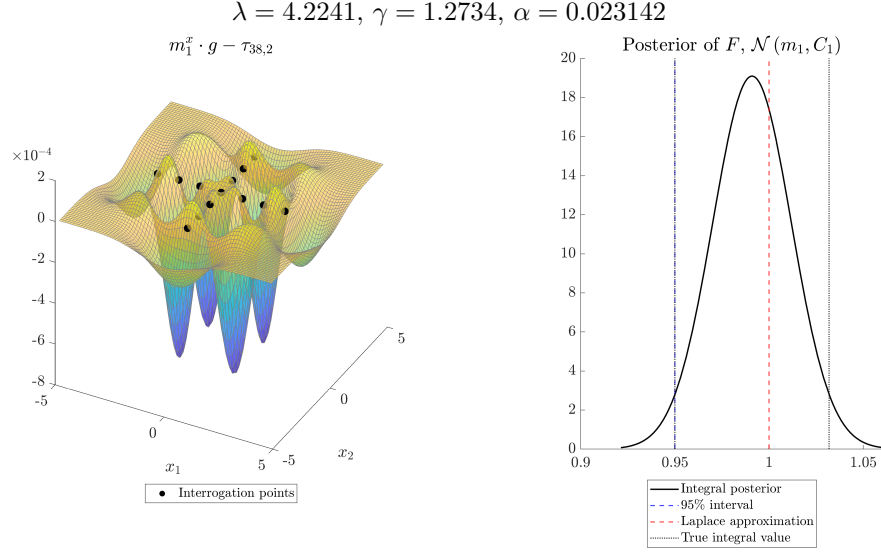 λ = 4.2241, γ = 1.2734, α = 0.023142
m₁ˣ · g − τ₃₈,₂
×10⁻⁴
2
0
-2
-4
-6
-8
-5
0
5
x₁
-5
0
5
x₂
Interrogation points
Posterior of F, 𝒩(m₁, C₁)
20
18
16
14
12
10
8
6
4
2
0
0.9
0.95
1
1.05
Integral posterior
95% interval
Laplace approximation
True integral value